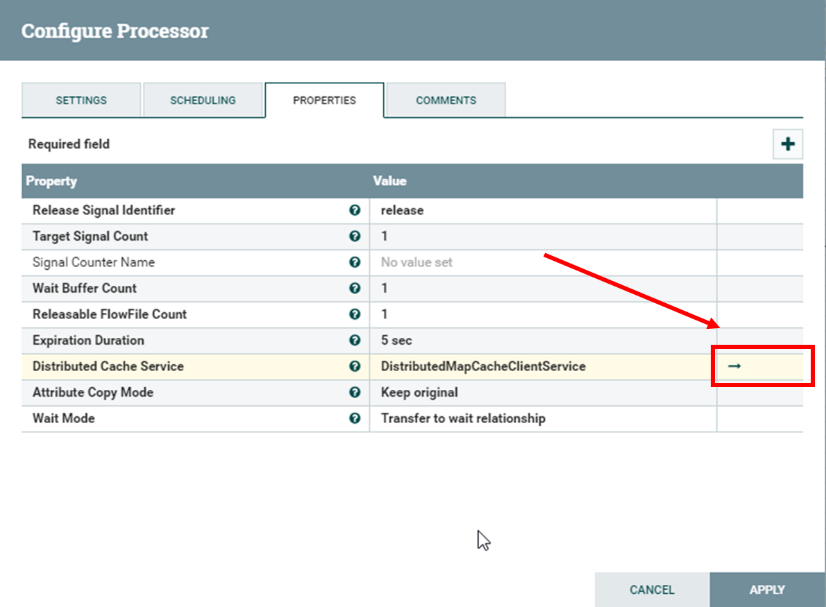 Configure Processor
SETTINGS SCHEDULING PROPERTIES COMMENTS
Required field
Property Value
Release Signal Identifier release
Target Signal Count 1
Signal Counter Name No value set
Wait Buffer Count 1
Releasable FlowFile Count 1
Expiration Duration 5 sec
Distributed Cache Service DistributedMapCacheClientService
Attribute Copy Mode Keep original
Wait Mode Transfer to wait relationship
CANCEL APPLY